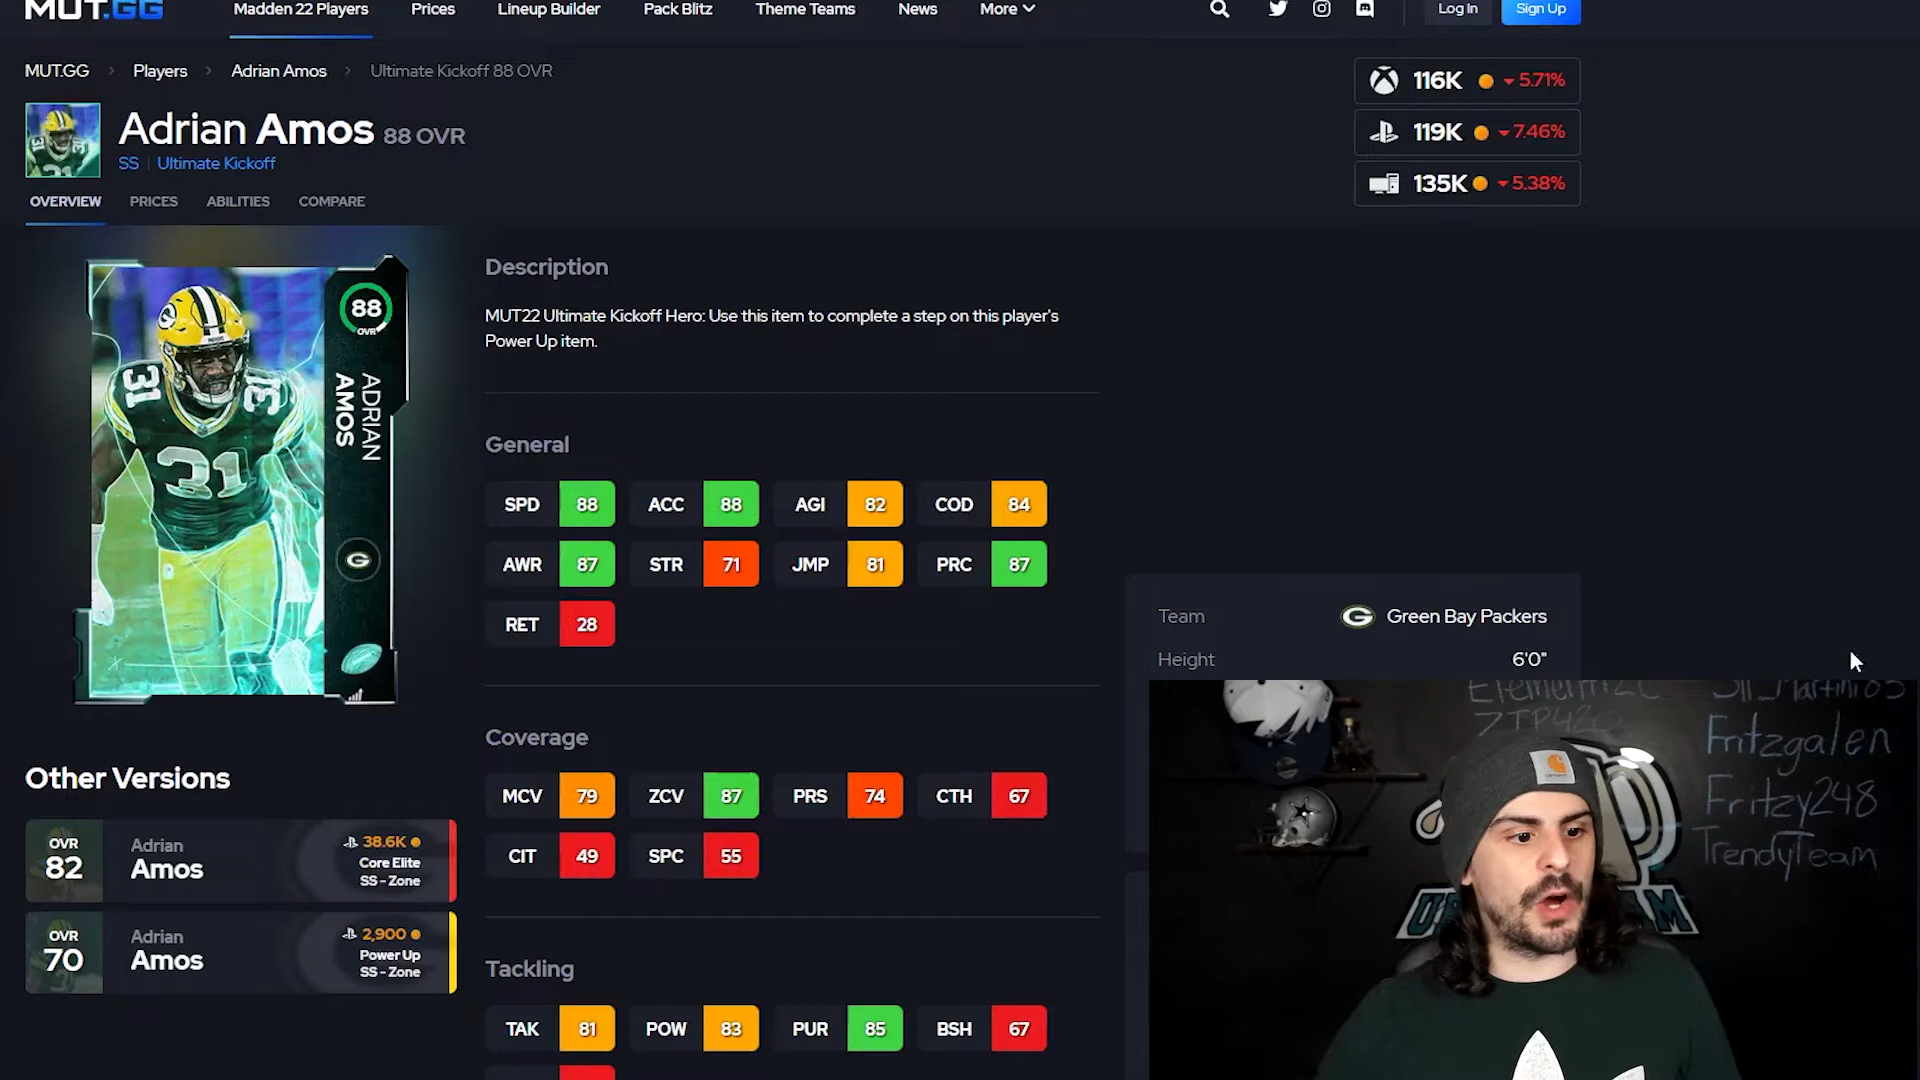 MUT.GG Madden 22 Players Prices Lineup Builder Pack Blitz Theme Teams News More Log In Sign Up
MUT.GG > Players > Adrian Amos > Ultimate Kickoff 88 OVR
Adrian Amos 88 OVR
SS | Ultimate Kickoff
116K 5.71%
119K 7.46%
135K 5.38%
OVERVIEW PRICES ABILITIES COMPARE
88
OVR
ADRIAN
AMOS
31
31
31
G
Description
MUT22 Ultimate Kickoff Hero: Use this item to complete a step on this player's
Power Up item.
General
SPD 88 ACC 88 AGI 82 COD 84
AWR 87 STR 71 JMP 81 PRC 87
RET 28
Coverage
MCV 79 ZCV 87 PRS 74 CTH 67
CIT 49 SPC 55
Tackling
TAK 81 POW 83 PUR 85 BSH 67
Other Versions
OVR
82
Adrian
Amos
38.6K
Core Elite
SS - Zone
OVR
70
Adrian
Amos
2,900
Power Up
SS - Zone
Team Green Bay Packers
Height 6'0"
ZTP42
Fritzgalen
Fritzy248
TrendyTeam
carhartt